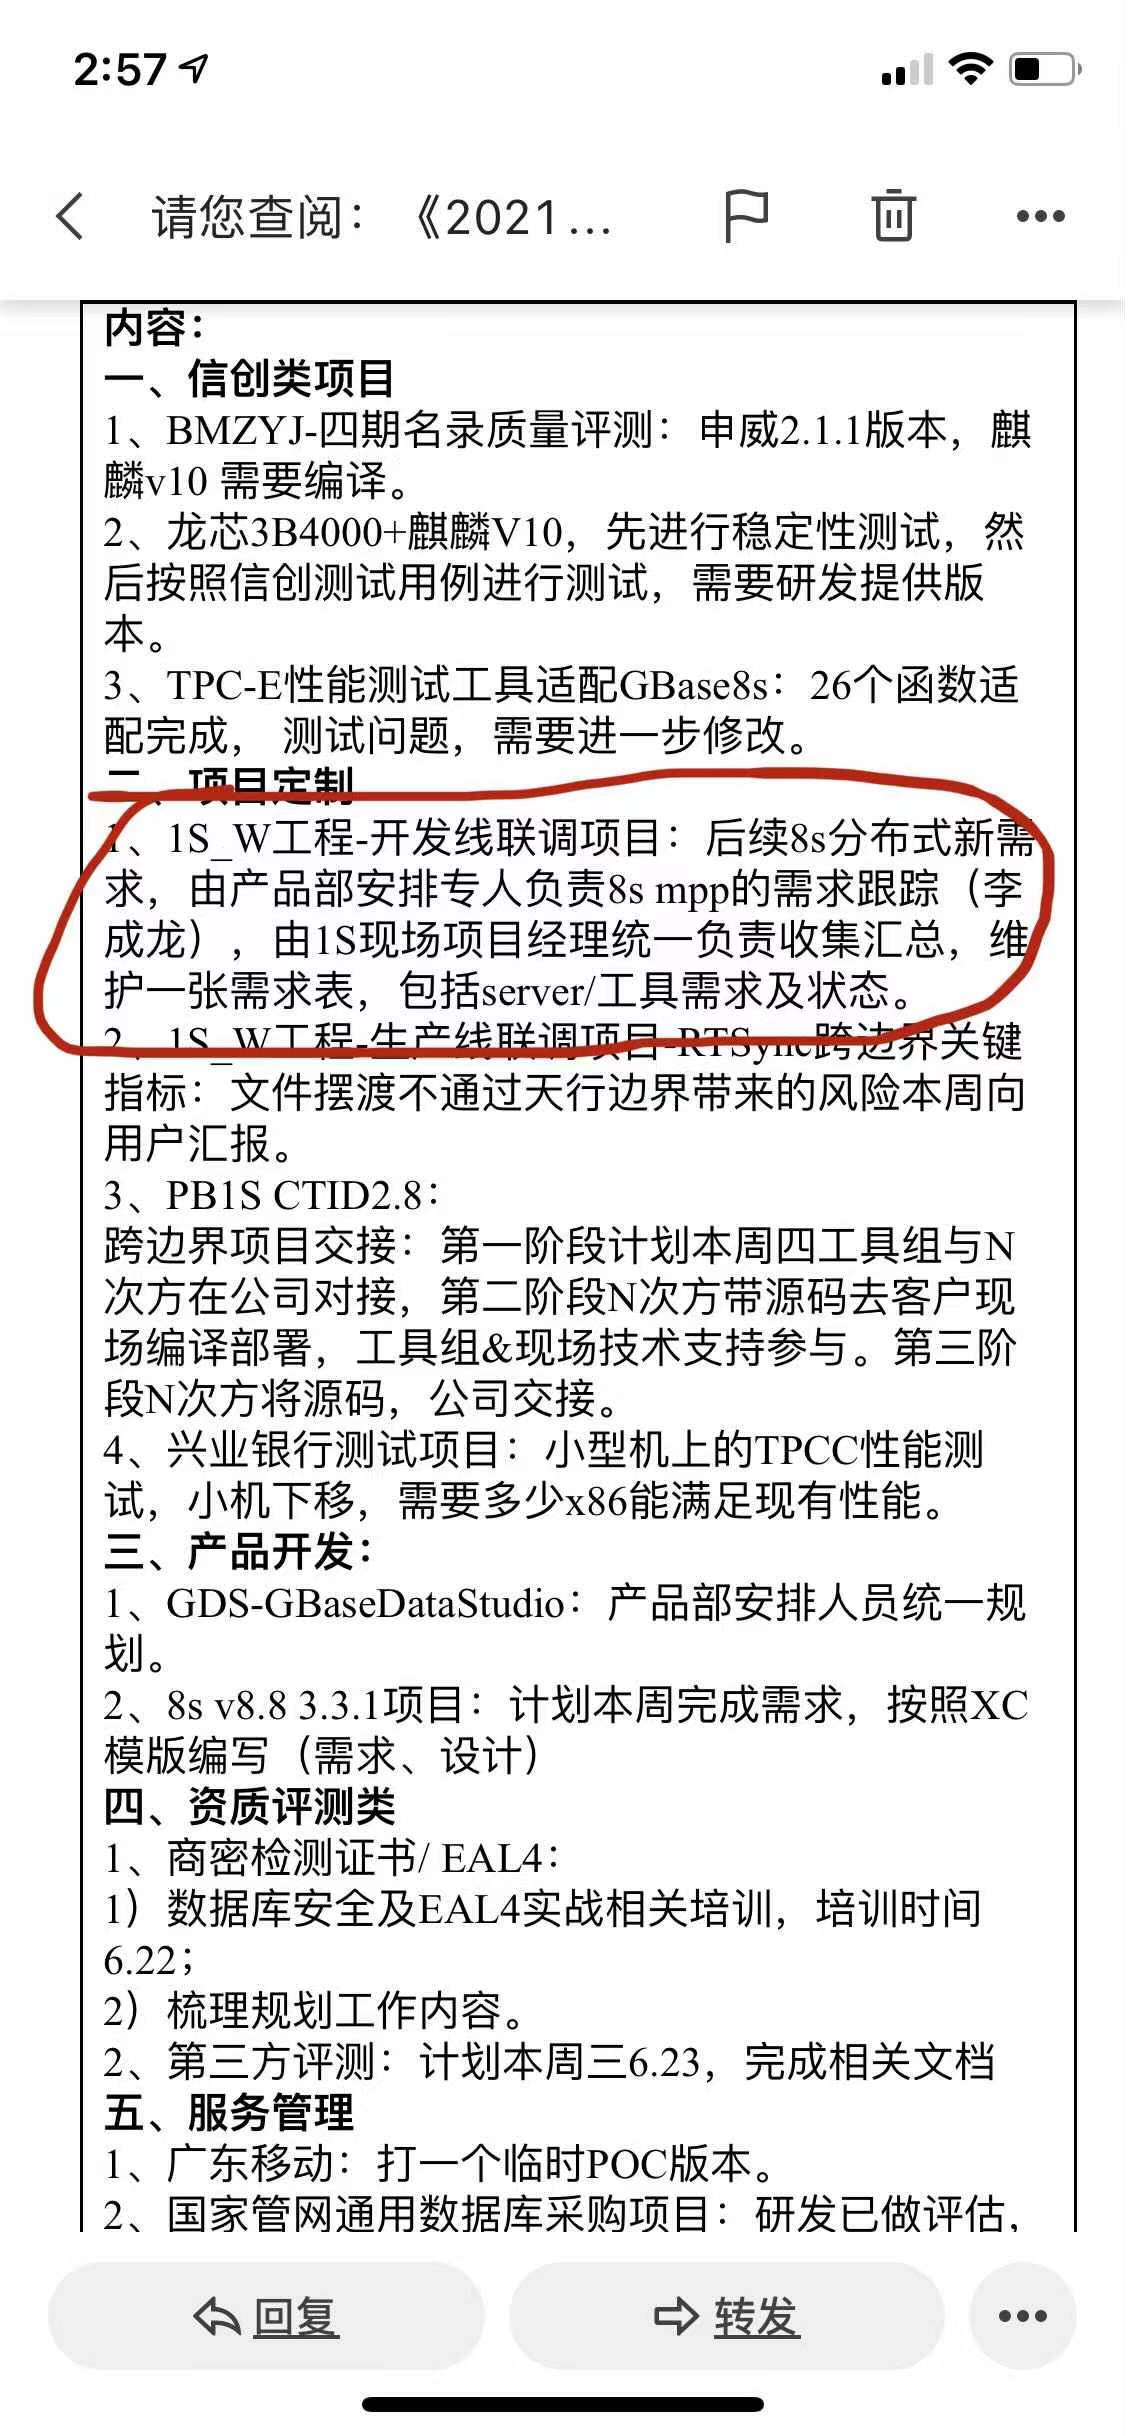 2:57
请您查阅：《2021...
内容：
一、信创类项目
1、BMZYJ-四期名录质量评测：申威2.1.1版本，麒
麟v10 需要编译。
2、龙芯3B4000+麒麟V10，先进行稳定性测试，然
后按照信创测试用例进行测试，需要研发提供版
本。
3、TPC-E性能测试工具适配GBase8s：26个函数适
配完成， 测试问题，需要进一步修改。
二、项目定制
1、1S_W工程-开发线联调项目：后续8s分布式新需
求，由产品部安排专人负责8s mpp的需求跟踪（李
成龙），由1S现场项目经理统一负责收集汇总，维
护一张需求表，包括server/工具需求及状态。
2、1S_W工程-生产线联调项目-RTSync跨边界关键
指标：文件摆渡不通过天行边界带来的风险本周向
用户汇报。
3、PB1S CTID2.8：
跨边界项目交接：第一阶段计划本周四工具组与N
次方在公司对接，第二阶段N次方带源码去客户现
场编译部署，工具组&现场技术支持参与。第三阶
段N次方将源码，公司交接。
4、兴业银行测试项目：小型机上的TPCC性能测
试，小机下移，需要多少x86能满足现有性能。
三、产品开发：
1、GDS-GBaseDataStudio：产品部安排人员统一规
划。
2、8s v8.8 3.3.1项目：计划本周完成需求，按照XC
模版编写（需求、设计）
四、资质评测类
1、商密检测证书/ EAL4：
1）数据库安全及EAL4实战相关培训，培训时间
6.22；
2）梳理规划工作内容。
2、第三方评测：计划本周三6.23，完成相关文档
五、服务管理
1、广东移动：打一个临时POC版本。
2、国家管网通用数据库采购项目：研发已做评估，
回复
转发